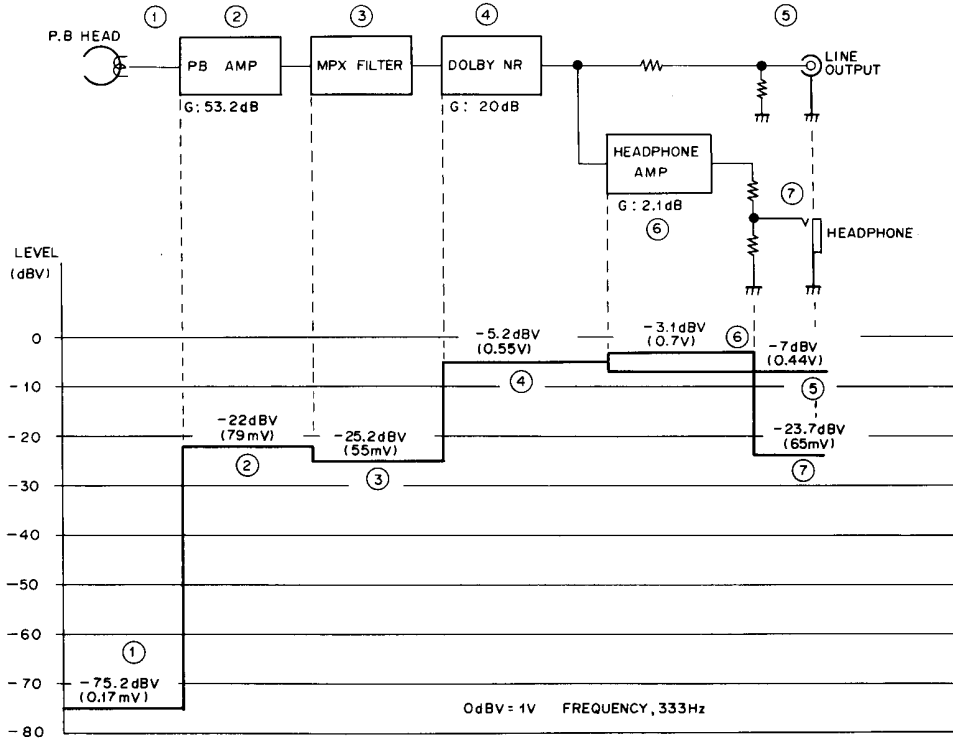 ① ② ③ ④ ⑤
P.B HEAD
PB AMP
MPX FILTER
DOLBY NR
LINE
OUTPUT
G: 53.2dB
G: 20dB
HEADPHONE
AMP
G: 2.1dB
⑥
⑦
HEADPHONE
LEVEL
(dBV)
0
-5.2dBV
(0.55V)
④
-3.1dBV
(0.7V)
⑥
-7dBV
(0.44V)
⑤
-10
-20
-22dBV
(79mV)
②
-25.2dBV
(55mV)
③
-23.7dBV
(65mV)
⑦
-30
-40
-50
-60
①
-70
-75.2dBV
(0.17mV)
0dBV = 1V FREQUENCY, 333Hz
-80